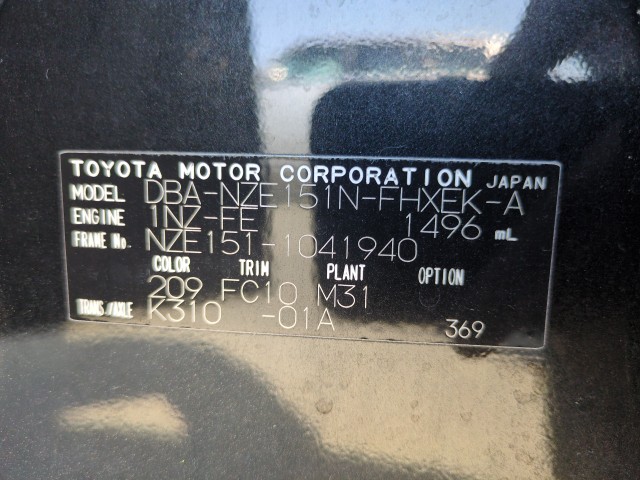 TOYOTA MOTOR CORPORATION JAPAN
MODEL DBA-NZE151N-FHXEK-A
ENGINE 1NZ-FE 1496 mL
FRAME No. NZE151-1041940
COLOR TRIM PLANT OPTION
209 FC10 M31
TRANS./AXLE K310 -01A 369